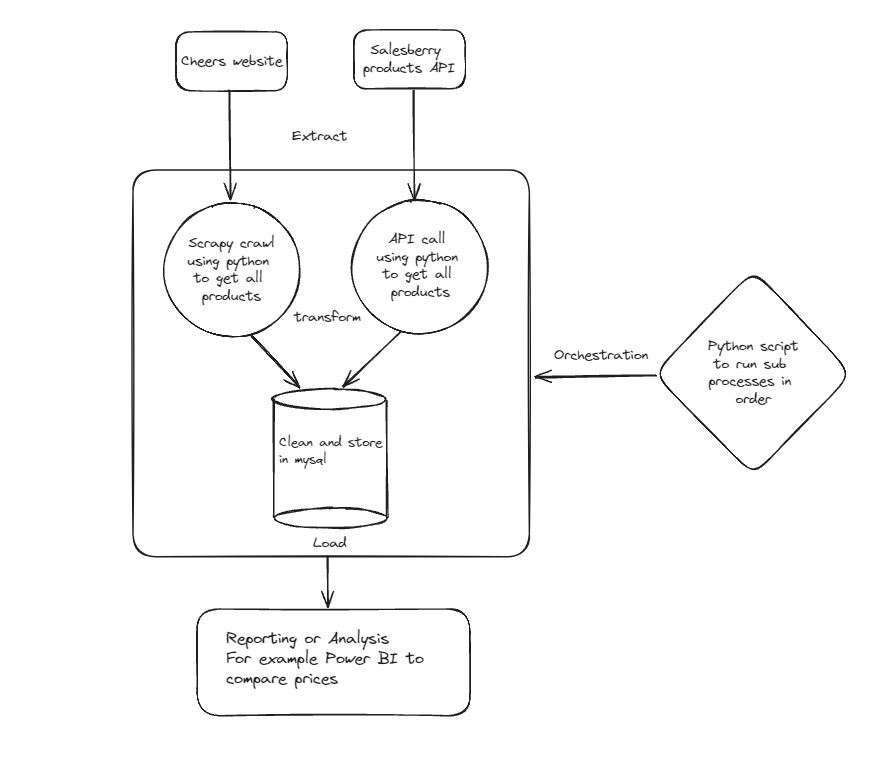 Cheers website
Salesberry
products API
Extract
Scrapy crawl
using python
to get all
products
API call
using python
to get all
products
transform
Orchestration
Python script
to run sub
processes in
order
Clean and store
in mysql
Load
Reporting or Analysis
For example Power BI to
compare prices